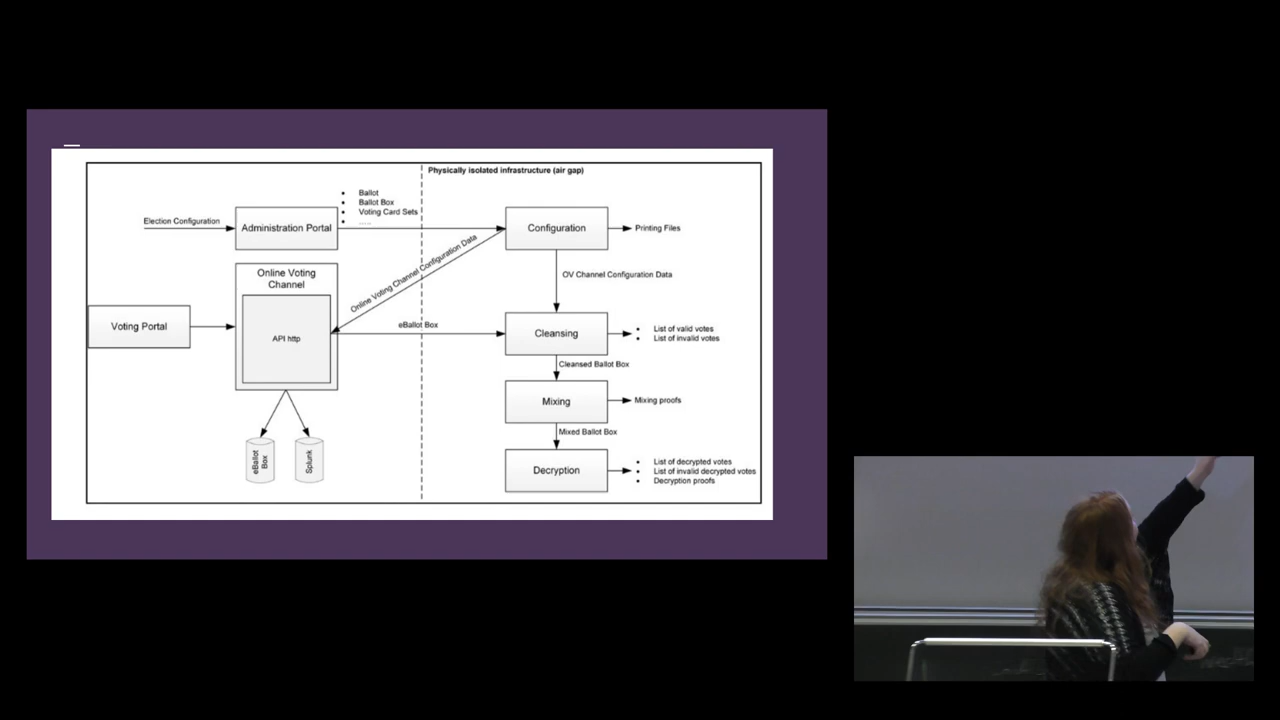 Physically isolated infrastructure (air gap)
• Ballot
• Ballot Box
• Voting Card Sets
• .....
Election Configuration
Administration Portal
Configuration
Printing Files
Online Voting Channel Configuration Data
OV Channel Configuration Data
Online Voting
Channel
API http
Voting Portal
eBallot Box
Cleansing
• List of valid votes
• List of invalid votes
Cleansed Ballot Box
Mixing
Mixing proofs
Mixed Ballot Box
eBallot
Box
Splunk
Decryption
• List of decrypted votes
• List of invalid decrypted votes
• Decryption proofs